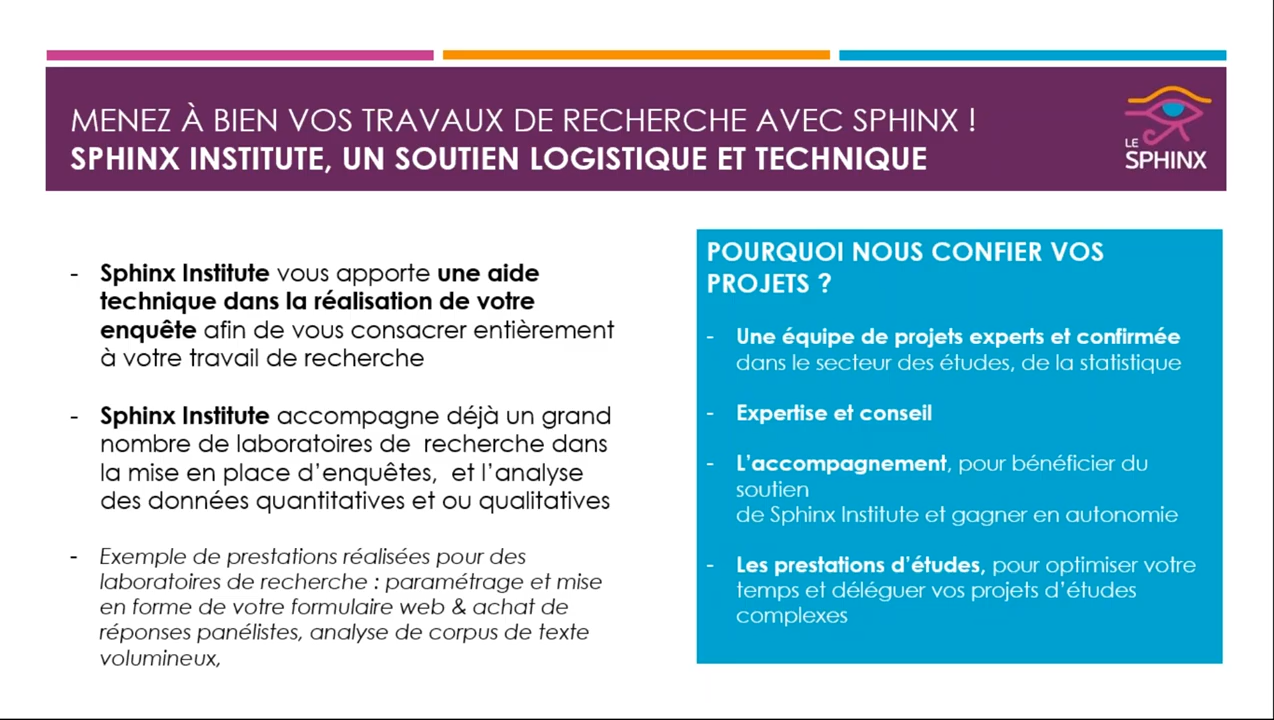 MENEZ À BIEN VOS TRAVAUX DE RECHERCHE AVEC SPHINX !
SPHINX INSTITUTE, UN SOUTIEN LOGISTIQUE ET TECHNIQUE
LE
SPHINX
- Sphinx Institute vous apporte une aide
technique dans la réalisation de votre
enquête afin de vous consacrer entièrement
à votre travail de recherche
- Sphinx Institute accompagne déjà un grand
nombre de laboratoires de recherche dans
la mise en place d’enquêtes, et l’analyse
des données quantitatives et ou qualitatives
- Exemple de prestations réalisées pour des
laboratoires de recherche : paramétrage et mise
en forme de votre formulaire web & achat de
réponses panélistes, analyse de corpus de texte
volumineux,
POURQUOI NOUS CONFIER VOS
PROJETS ?
- Une équipe de projets experts et confirmée
dans le secteur des études, de la statistique
- Expertise et conseil
- L’accompagnement, pour bénéficier du
soutien
de Sphinx Institute et gagner en autonomie
- Les prestations d’études, pour optimiser votre
temps et déléguer vos projets d’études
complexes